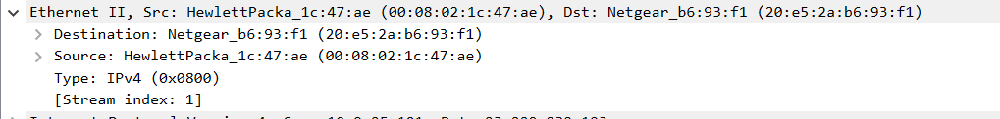 Ethernet II, Src: HewlettPacka_1c:47:ae (00:08:02:1c:47:ae), Dst: Netgear_b6:93:f1 (20:e5:2a:b6:93:f1)
Destination: Netgear_b6:93:f1 (20:e5:2a:b6:93:f1)
Source: HewlettPacka_1c:47:ae (00:08:02:1c:47:ae)
Type: IPv4 (0x0800)
[Stream index: 1]